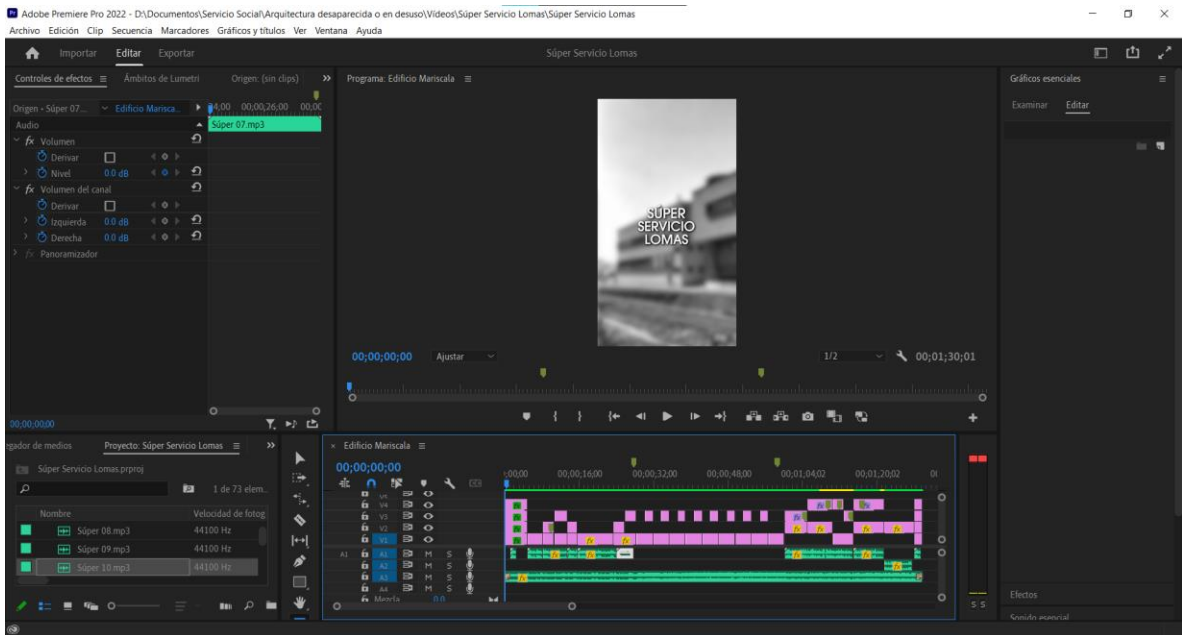 Adobe Premiere Pro 2022 - D:\Documentos\Servicio Social\Arquitectura desaparecida o en desuso\Vídeos\Súper Servicio Lomas\Súper Servicio Lomas
Archivo Edición Clip Secuencia Marcadores Gráficos y títulos Ver Ventana Ayuda
Importar Editar Exportar
Súper Servicio Lomas
Controles de efectos Ámbitos de Lumetri Origen: (sin clips)
Programa: Edificio Mariscala
Gráficos esenciales
Origen • Súper 07... Edificio Marisca... 00;00;26;00
Examinar Editar
Audio Súper 07.mp3
fx Volumen
Derivar
Nivel 0.0 dB
fx Volumen del canal
Derivar
Izquierda 0.0 dB
Derecha 0.0 dB
fx Panoramizador
SÚPER
SERVICIO
LOMAS
00;00;00;00 Ajustar 1/2 00;01;30;01
00;00;00;00
Proyecto: Súper Servicio Lomas
Súper Servicio Lomas.prproj
1 de 73 elem...
Nombre Velocidad de fotog
Súper 08.mp3 44100 Hz
Súper 09.mp3 44100 Hz
Súper 10.mp3 44100 Hz
Edificio Mariscala
00;00;00;00
;00;00 00;00;16;00 00;00;32;00 00;00;48;00 00;01;04;02 00;01;20;02
V4
V3
V2
V1
A1 A1 M S
A2 M S
A3 M S
A4 M S
Mezcla 0.0
S S
Efectos
Sonido esencial